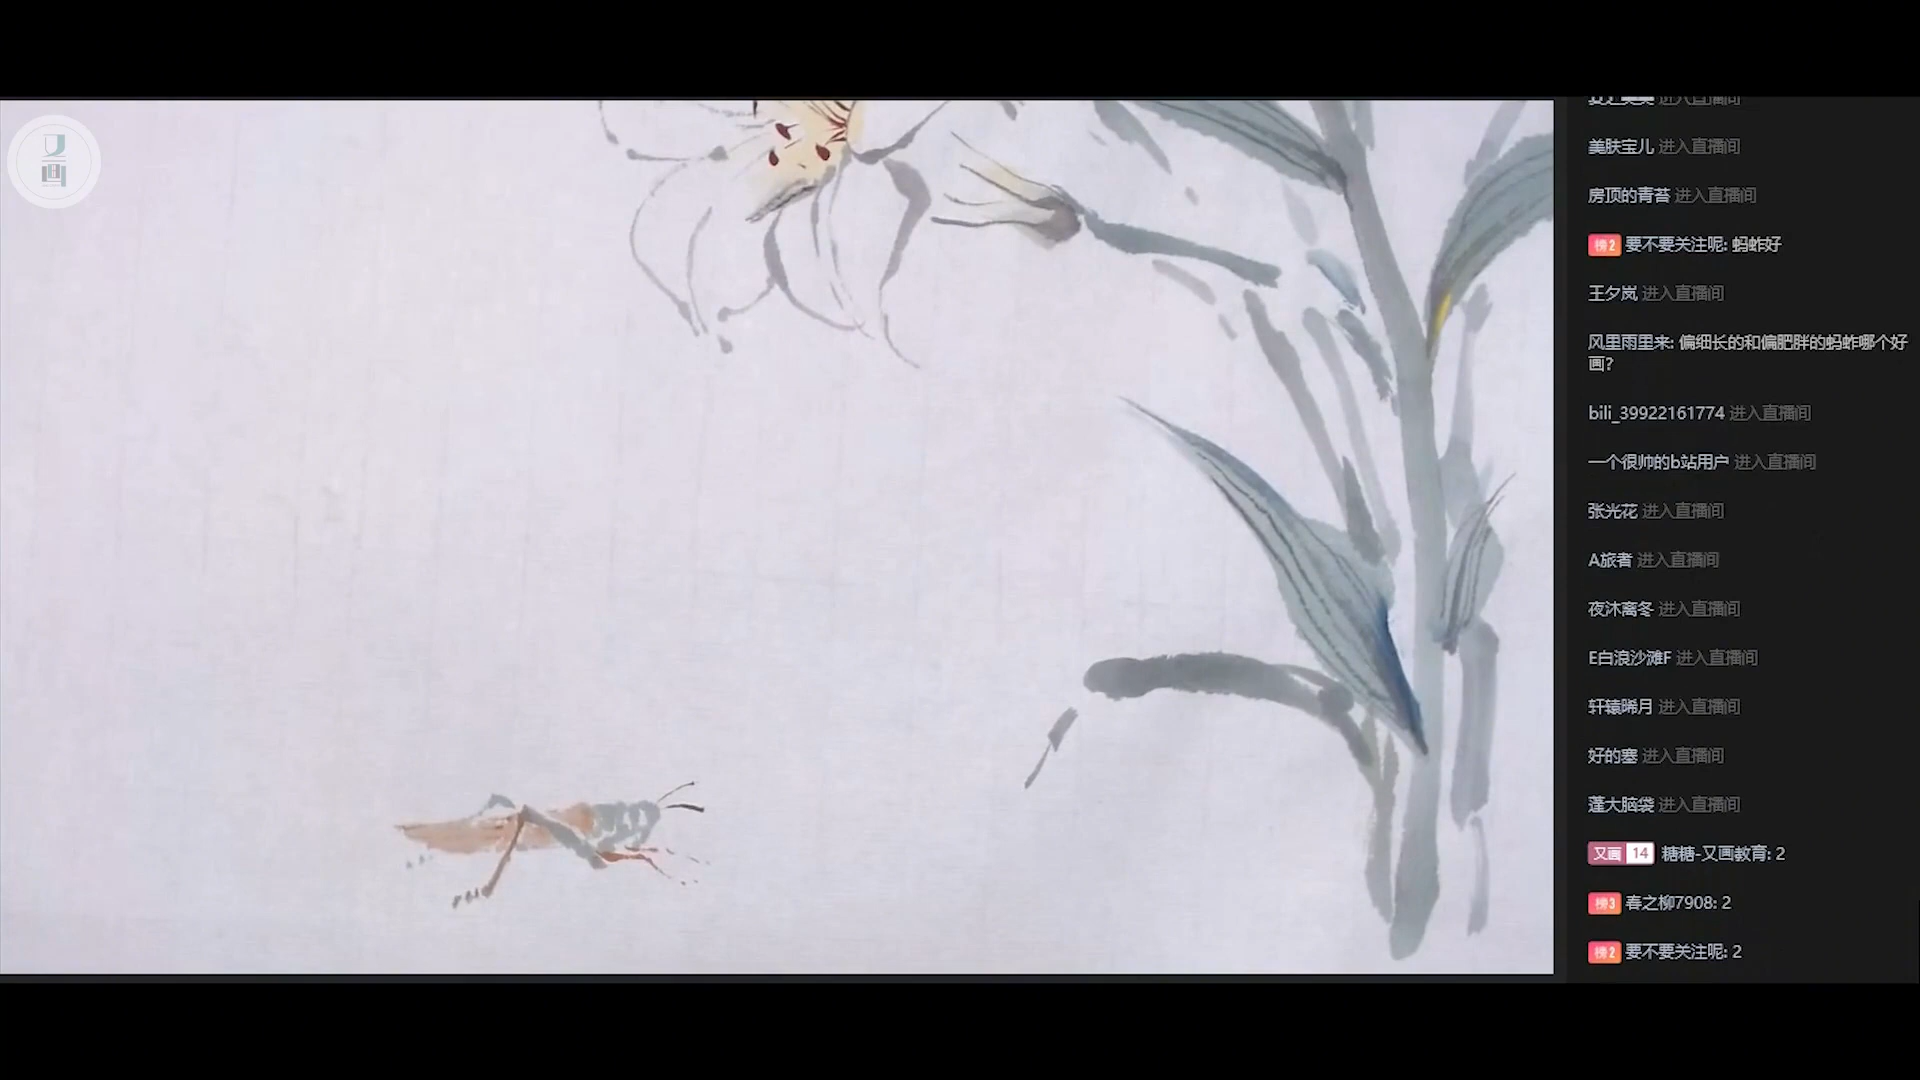 又
画
美肤宝儿 进入直播间
房顶的青苔 进入直播间
榜2 要不要关注呢: 蚂蚱好
王夕岚 进入直播间
风里雨里来: 偏细长的和偏肥胖的蚂蚱哪个好
画?
bili_39922161774 进入直播间
一个很帅的b站用户 进入直播间
张光花 进入直播间
A旅者 进入直播间
夜沐离冬 进入直播间
E白浪沙滩F 进入直播间
轩辕晞月 进入直播间
好的塞 进入直播间
蓬大脑袋 进入直播间
又画 14 糖糖-又画教育: 2
榜3 春之柳7908: 2
榜2 要不要关注呢: 2